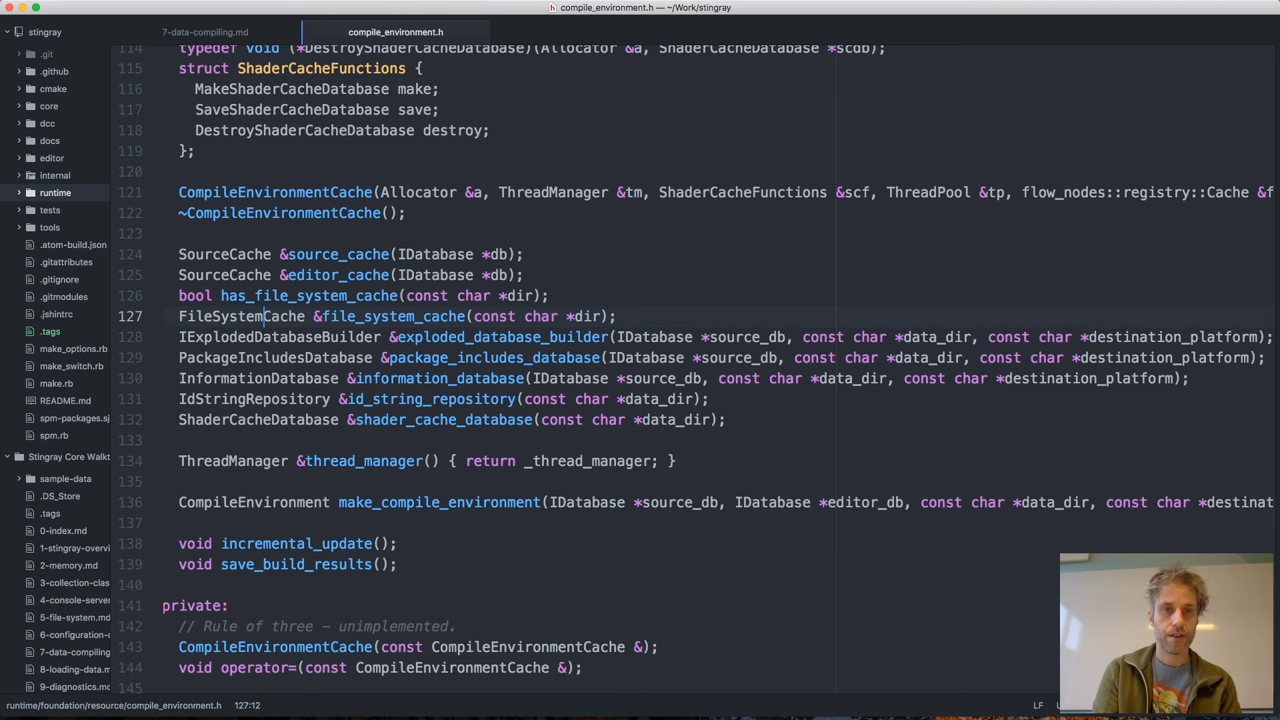 compile_environment.h — ~/Work/stingray
stingray
.git
.github
cmake
core
dcc
docs
editor
internal
runtime
tests
tools
.atom-build.json
.gitattributes
.gitignore
.gitmodules
.jshintrc
.tags
make_options.rb
make_switch.rb
make.rb
README.md
spm-packages.sj
spm.rb
Stingray Core Walkt
sample-data
.DS_Store
.tags
0-index.md
1-stingray-overvi
2-memory.md
3-collection-clas
4-console-server
5-file-system.md
6-configuration-d
7-data-compiling
8-loading-data.m
9-diagnostics.md
7-data-compiling.md
compile_environment.h
114 typedef void (*DestroyShaderCacheDatabase)(Allocator &a, ShaderCacheDatabase *scdb);
115 struct ShaderCacheFunctions {
116 MakeShaderCacheDatabase make;
117 SaveShaderCacheDatabase save;
118 DestroyShaderCacheDatabase destroy;
119 };
120
121 CompileEnvironmentCache(Allocator &a, ThreadManager &tm, ShaderCacheFunctions &scf, ThreadPool &tp, flow_nodes::registry::Cache &f
122 ~CompileEnvironmentCache();
123
124 SourceCache &source_cache(IDatabase *db);
125 SourceCache &editor_cache(IDatabase *db);
126 bool has_file_system_cache(const char *dir);
127 FileSystemCache &file_system_cache(const char *dir);
128 IExplodedDatabaseBuilder &exploded_database_builder(IDatabase *source_db, const char *data_dir, const char *destination_platform);
129 PackageIncludesDatabase &package_includes_database(IDatabase *source_db, const char *data_dir, const char *destination_platform);
130 InformationDatabase &information_database(IDatabase *source_db, const char *data_dir, const char *destination_platform);
131 IdStringRepository &id_string_repository(const char *data_dir);
132 ShaderCacheDatabase &shader_cache_database(const char *data_dir);
133
134 ThreadManager &thread_manager() { return _thread_manager; }
135
136 CompileEnvironment make_compile_environment(IDatabase *source_db, IDatabase *editor_db, const char *data_dir, const char *destinat
137
138 void incremental_update();
139 void save_build_results();
140
141 private:
142 // Rule of three – unimplemented.
143 CompileEnvironmentCache(const CompileEnvironmentCache &);
144 void operator=(const CompileEnvironmentCache &);
145
runtime/foundation/resource/compile_environment.h 127:12
LF